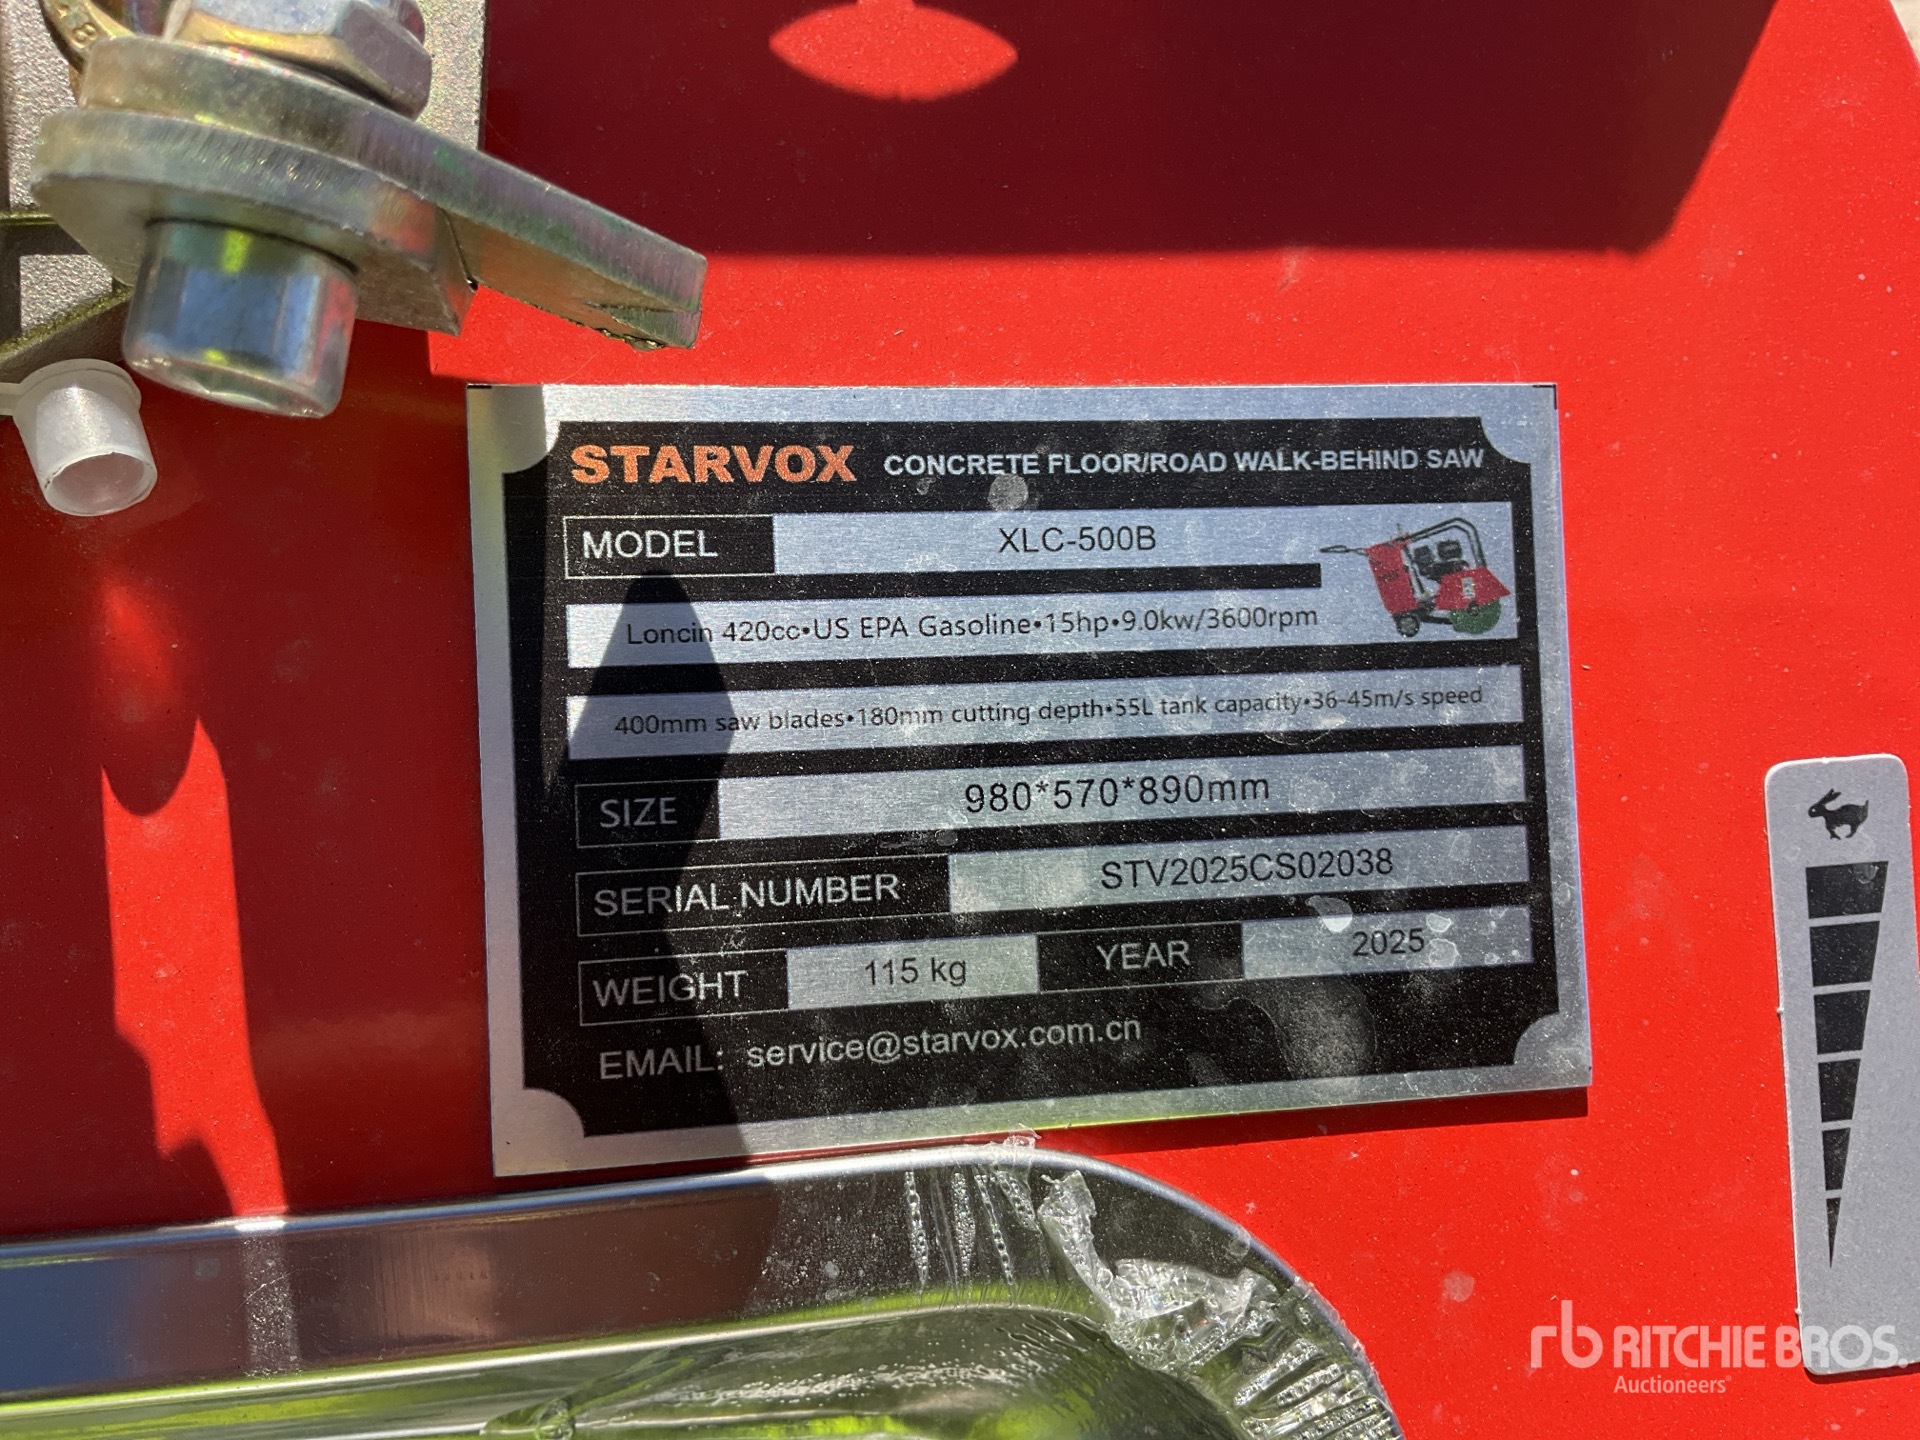 STARVOX CONCRETE FLOOR/ROAD WALK-BEHIND SAW
MODEL XLC-500B
Loncin 420cc•US EPA Gasoline•15hp•9.0kw/3600rpm
400mm saw blades•180mm cutting depth•55L tank capacity•36-45m/s speed
SIZE 980*570*890mm
SERIAL NUMBER STV2025CS02038
WEIGHT 115 kg YEAR 2025
EMAIL: service@starvox.com.cn
rb RITCHIE BROS.
Auctioneers